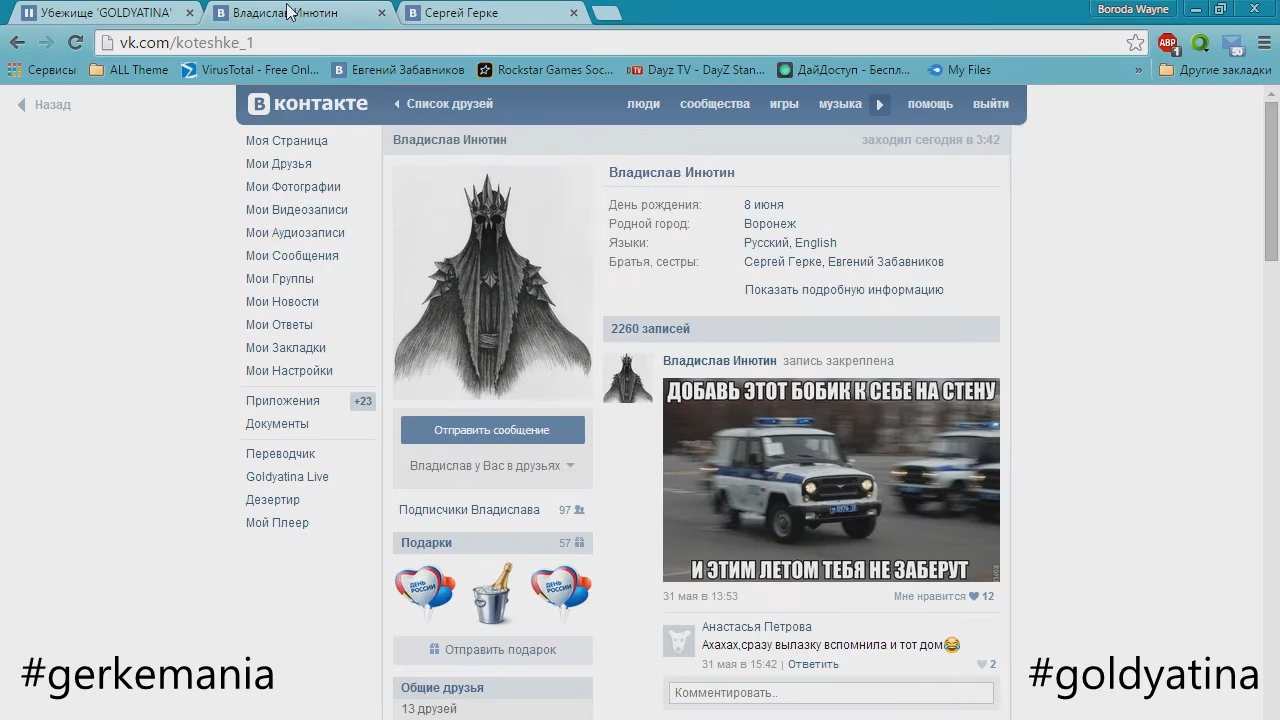 Убежище 'GOLDYATINA'
Владислав Инютин
Сергей Герке
Boroda Wayne
vk.com/koteshke_1
ABP 1
50
Сервисы
ALL Theme
VirusTotal - Free Onl...
Евгений Забавников
Rockstar Games Soc...
Dayz TV - DayZ Stan...
ДайДоступ - Беспл...
My Files
»
Другие закладки
Назад
В контакте
Список друзей
люди
сообщества
игры
музыка
помощь
выйти
Моя Страница
Мои Друзья
Мои Фотографии
Мои Видеозаписи
Мои Аудиозаписи
Мои Сообщения
Мои Группы
Мои Новости
Мои Ответы
Мои Закладки
Мои Настройки
Приложения +23
Документы
Переводчик
Goldyatina Live
Дезертир
Мой Плеер
Владислав Инютин
заходил сегодня в 3:42
Отправить сообщение
Владислав у Вас в друзьях
Подписчики Владислава 97
Подарки 57
ДЕНЬ РОССИИ
ДЕНЬ РОССИИ
Отправить подарок
Общие друзья
13 друзей
Владислав Инютин
День рождения: 8 июня
Родной город: Воронеж
Языки: Русский, English
Братья, сестры: Сергей Герке, Евгений Забавников
Показать подробную информацию
2260 записей
Владислав Инютин запись закреплена
ДОБАВЬ ЭТОТ БОБИК К СЕБЕ НА СТЕНУ
И ЭТИМ ЛЕТОМ ТЕБЯ НЕ ЗАБЕРУТ
31 мая в 13:53
Мне нравится 12
Анастасья Петрова
Ахахах,сразу вылазку вспомнила и тот дом😂
31 мая в 15:42 | Ответить
2
Комментировать..
#gerkemania
#goldyatina